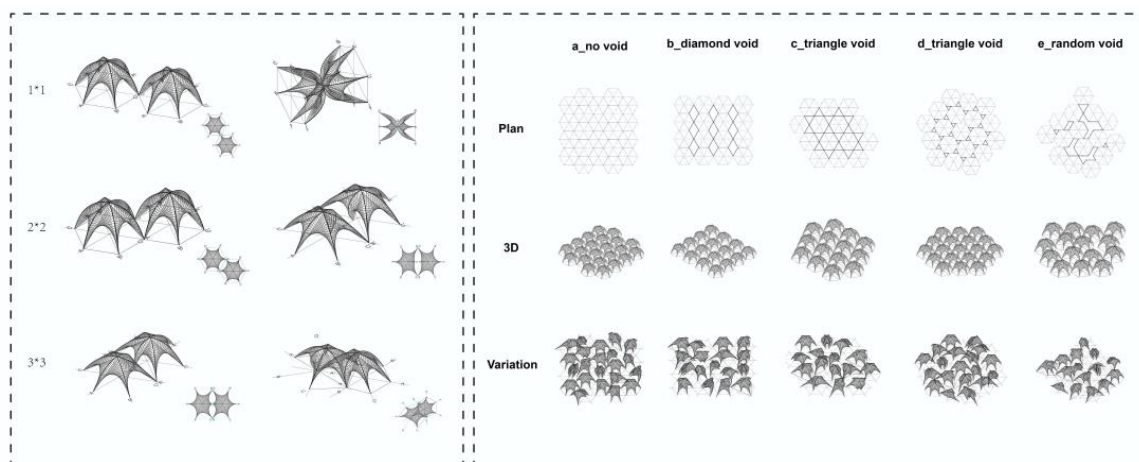 1*1
2*2
3*3
a_no void
b_diamond void
c_triangle void
d_triangle void
e_random void
Plan
3D
Variation